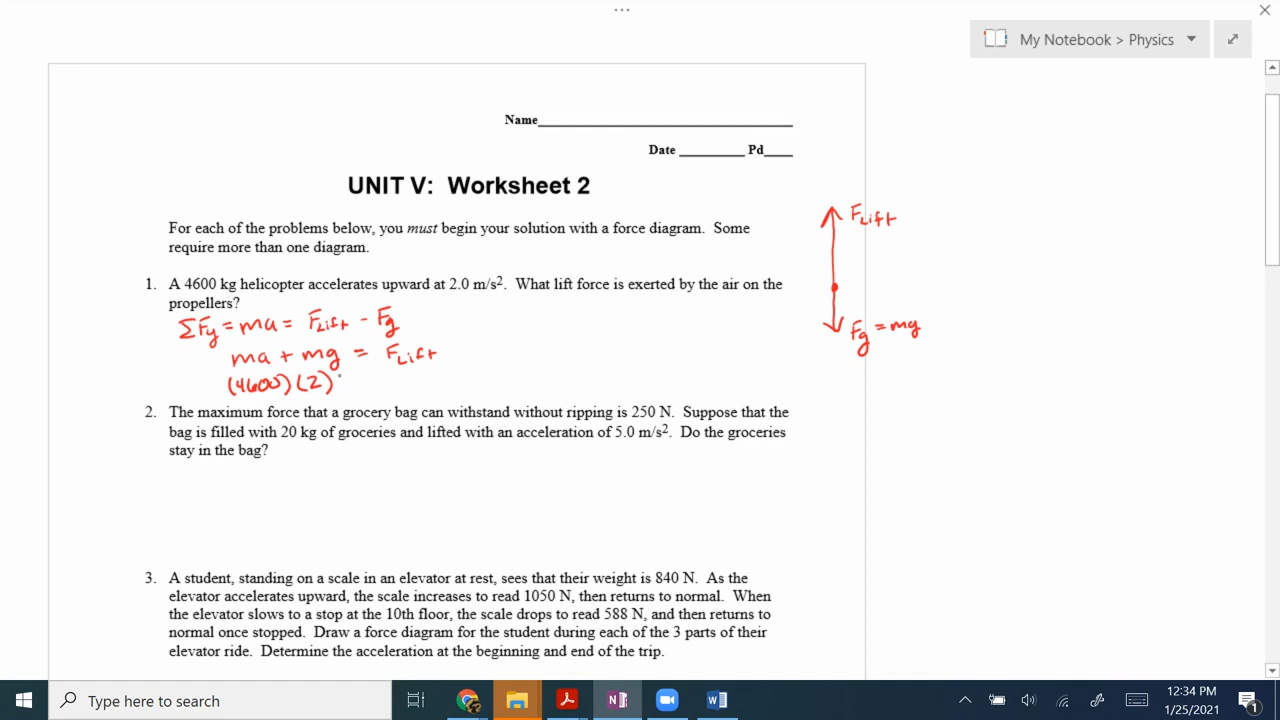 My Notebook > Physics
Name
Date Pd
UNIT V: Worksheet 2
For each of the problems below, you must begin your solution with a force diagram. Some
require more than one diagram.
1. A 4600 kg helicopter accelerates upward at 2.0 m/s². What lift force is exerted by the air on the
propellers?
ΣFy = ma = FLift - Fg
ma + mg = FLift
(4600)(2)
FLift
Fg = mg
2. The maximum force that a grocery bag can withstand without ripping is 250 N. Suppose that the
bag is filled with 20 kg of groceries and lifted with an acceleration of 5.0 m/s². Do the groceries
stay in the bag?
3. A student, standing on a scale in an elevator at rest, sees that their weight is 840 N. As the
elevator accelerates upward, the scale increases to read 1050 N, then returns to normal. When
the elevator slows to a stop at the 10th floor, the scale drops to read 588 N, and then returns to
normal once stopped. Draw a force diagram for the student during each of the 3 parts of their
elevator ride. Determine the acceleration at the beginning and end of the trip.
Type here to search
12:34 PM
1/25/2021
1